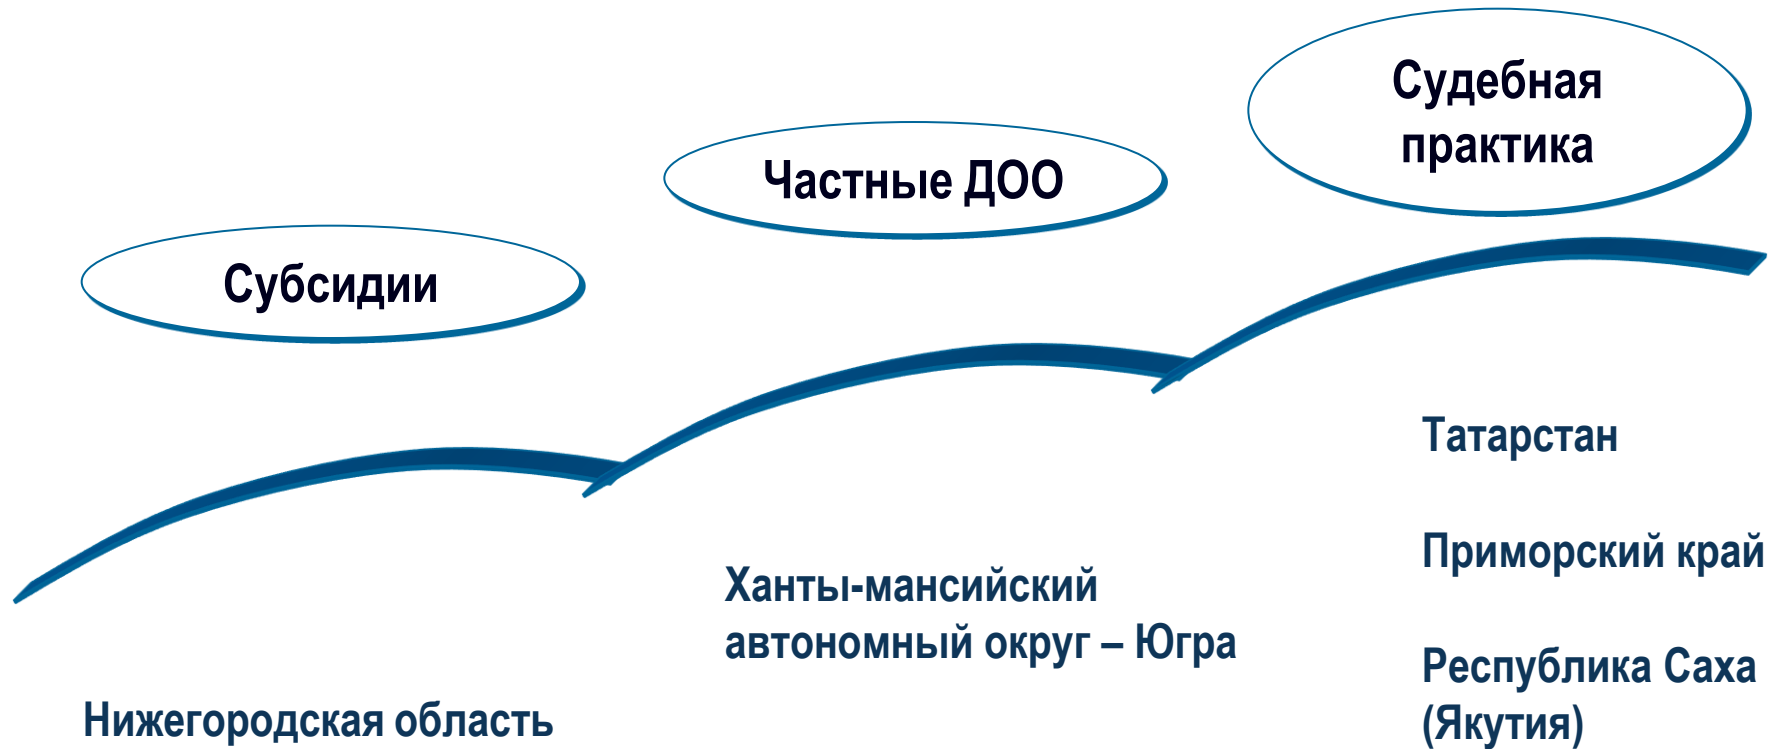 Субсидии
Нижегородская область
Частные ДОО
Ханты-мансийский
автономный округ – Югра
Судебная
практика
Татарстан
Приморский край
Республика Саха
(Якутия)